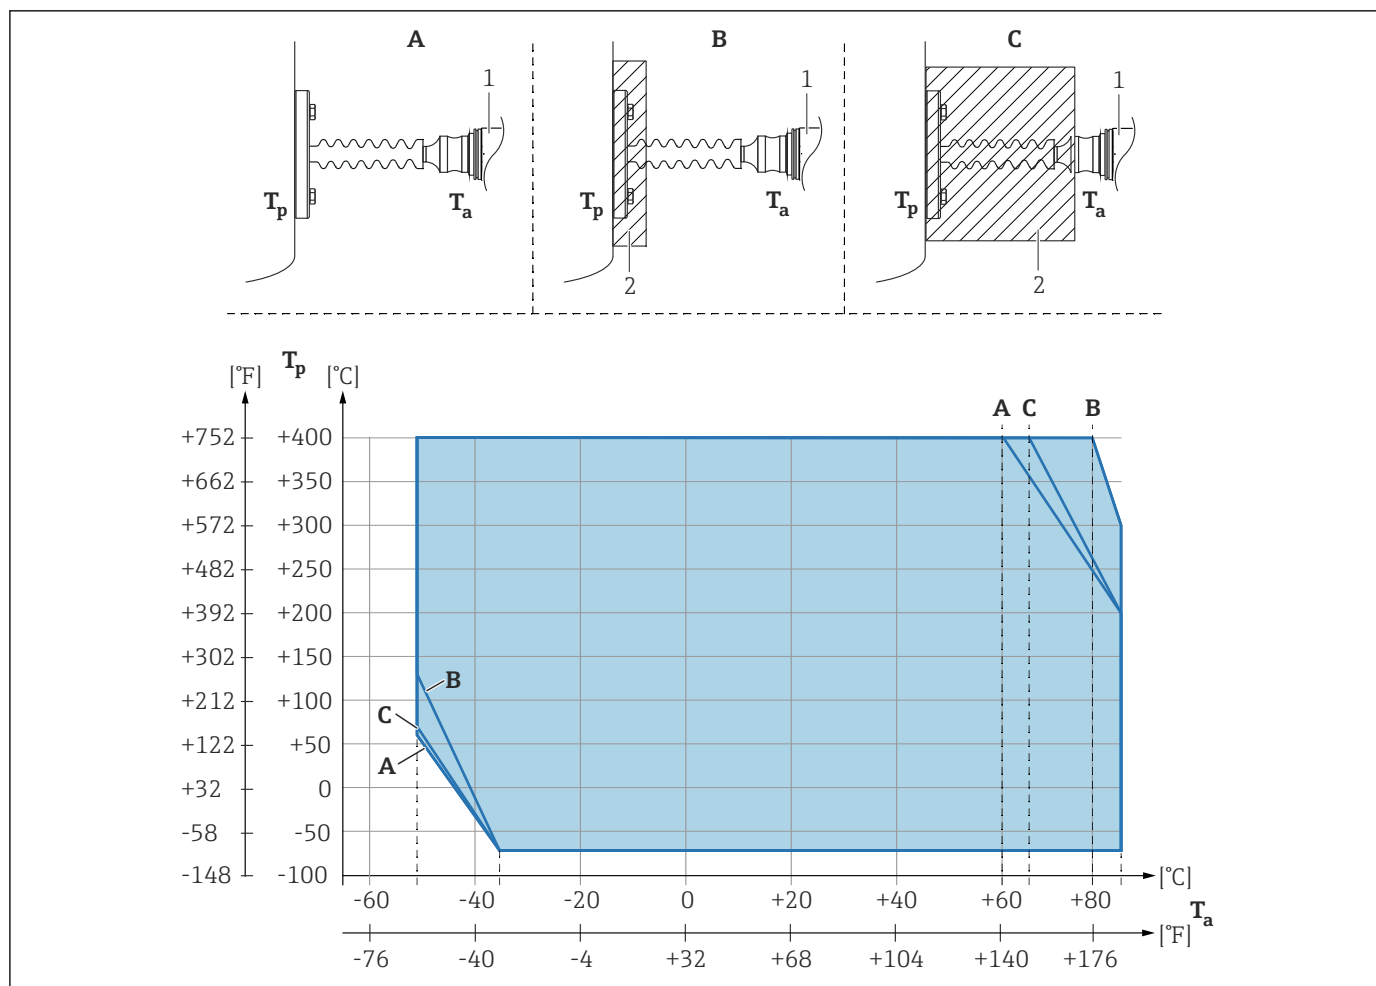 A
B
C
1
1
1
Tp
Ta
Tp
Ta
Tp
Ta
2
2
Tp
[°F]
[°C]
A C B
+752 +400
+662 +350
+572 +300
+482 +250
+392 +200
+302 +150
+212 +100
+122 +50
+32 0
-58 -50
-148 -100
B
C
A
[°C]
-60 -40 -20 0 +20 +40 +60 +80
Ta
[°F]
-76 -40 -4 +32 +68 +104 +140 +176